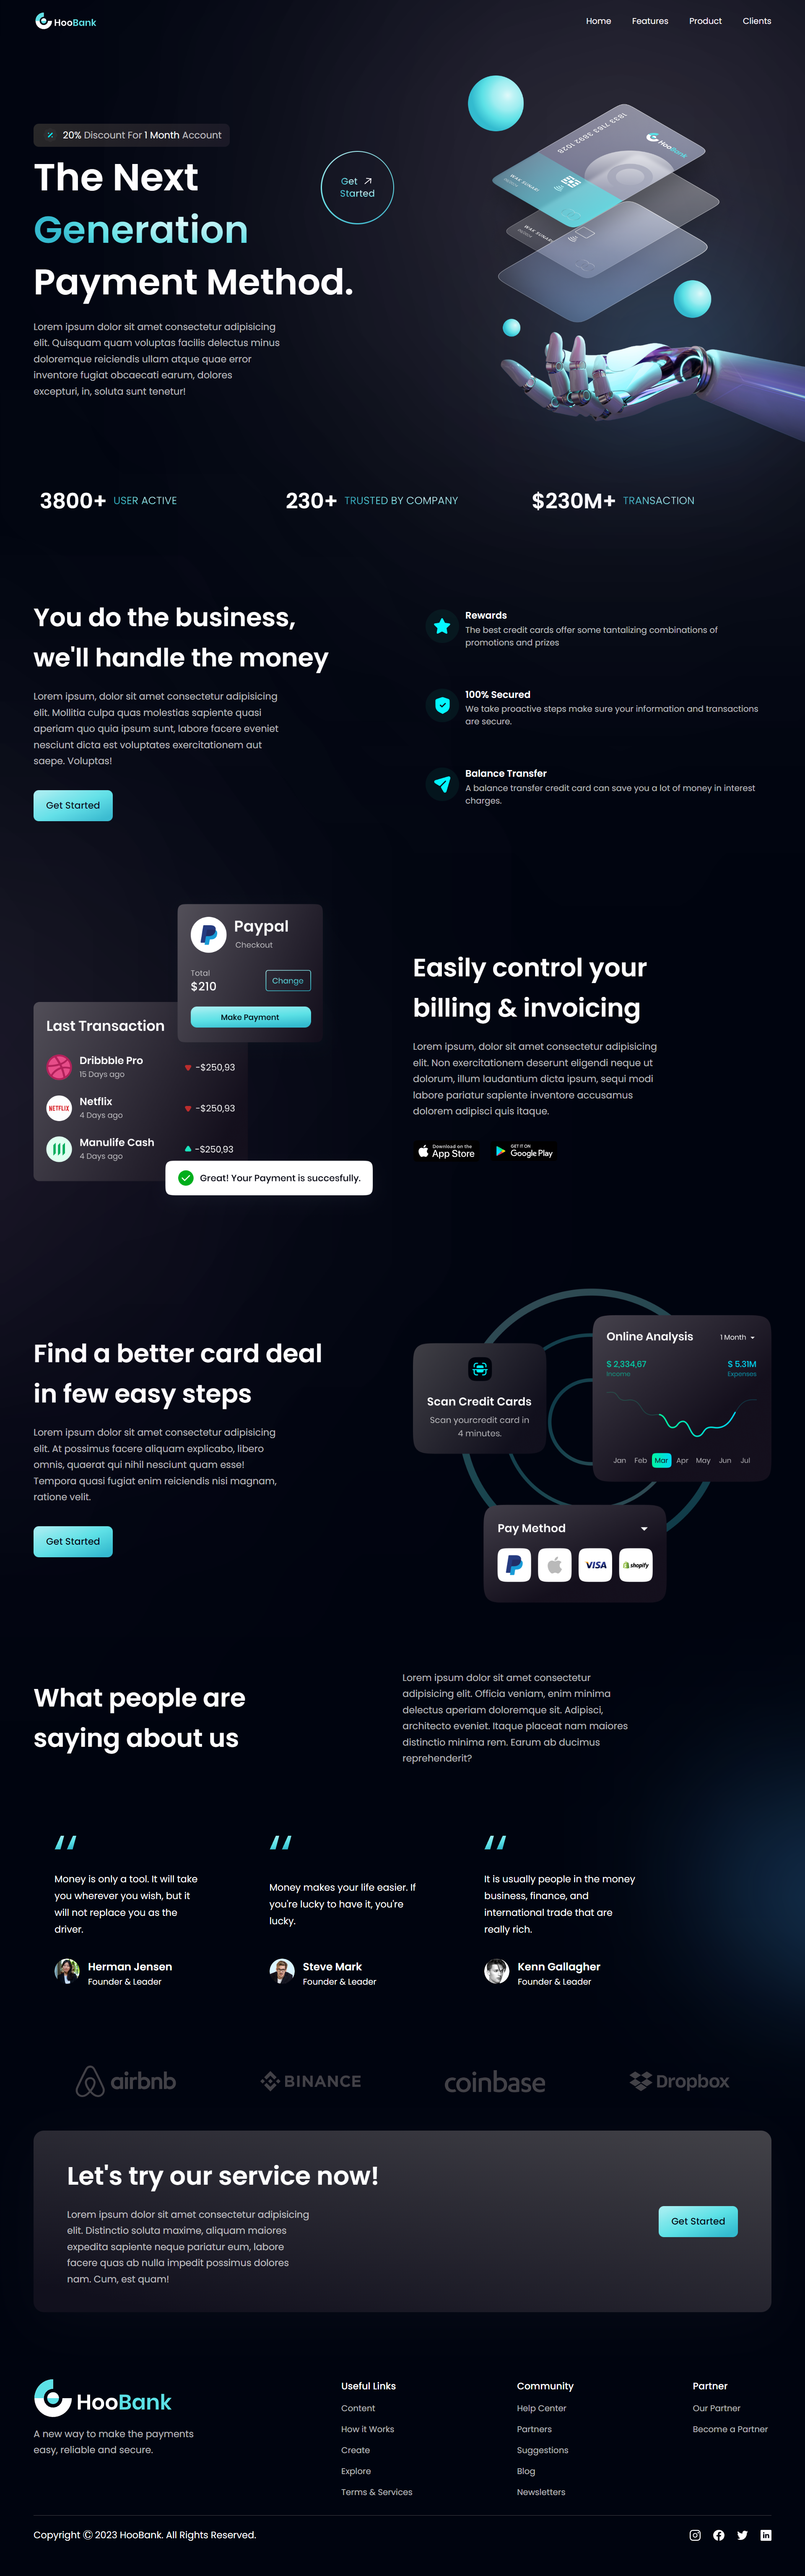 HooBank
Home
Features
Product
Clients
20% Discount For 1 Month Account
The Next
Generation
Payment Method.
Get
Started
Lorem ipsum dolor sit amet consectetur adipisicing
elit. Quisquam quam voluptas facilis delectus minus
doloremque reiciendis ullam atque quae error
inventore fugiat obcaecati earum, dolores
excepturi, in, soluta sunt tenetur!
HooBank
3800+ USER ACTIVE
230+ TRUSTED BY COMPANY
$230M+ TRANSACTION
You do the business,
we'll handle the money
Lorem ipsum, dolor sit amet consectetur adipisicing
elit. Mollitia culpa quas molestias sapiente quasi
aperiam quo quia ipsum sunt, labore facere eveniet
nesciunt dicta est voluptates exercitationem aut
saepe. Voluptas!
Get Started
Rewards
The best credit cards offer some tantalizing combinations of
promotions and prizes
100% Secured
We take proactive steps make sure your information and transactions
are secure.
Balance Transfer
A balance transfer credit card can save you a lot of money in interest
charges.
Paypal
Checkout
Total
$210
Change
Make Payment
Last Transaction
Dribbble Pro
15 Days ago
-$250,93
NETFLIX
Netflix
4 Days ago
-$250,93
Manulife Cash
4 Days ago
-$250,93
Great! Your Payment is succesfully.
Easily control your
billing & invoicing
Lorem ipsum, dolor sit amet consectetur adipisicing
elit. Non exercitationem deserunt eligendi neque ut
dolorum, illum laudantium dicta ipsum, sequi modi
labore pariatur sapiente inventore accusamus
dolorem adipisci quis itaque.
Download on the
App Store
GET IT ON
Google Play
Find a better card deal
in few easy steps
Lorem ipsum dolor sit amet consectetur adipisicing
elit. At possimus facere aliquam explicabo, libero
omnis, quaerat qui nihil nesciunt quam esse!
Tempora quasi fugiat enim reiciendis nisi magnam,
ratione velit.
Get Started
Scan Credit Cards
Scan yourcredit card in
4 minutes.
Online Analysis
1 Month
$ 2,334,67
Income
$ 5.31M
Expenses
Jan Feb Mar Apr May Jun Jul
Pay Method
VISA
shopify
What people are
saying about us
Lorem ipsum dolor sit amet consectetur
adipisicing elit. Officia veniam, enim minima
delectus aperiam doloremque sit. Adipisci,
architecto eveniet. Itaque placeat nam maiores
distinctio minima rem. Earum ab ducimus
reprehenderit?
Money is only a tool. It will take
you wherever you wish, but it
will not replace you as the
driver.
Herman Jensen
Founder & Leader
Money makes your life easier. If
you're lucky to have it, you're
lucky.
Steve Mark
Founder & Leader
It is usually people in the money
business, finance, and
international trade that are
really rich.
Kenn Gallagher
Founder & Leader
airbnb
BINANCE
coinbase
Dropbox
Let's try our service now!
Lorem ipsum dolor sit amet consectetur adipisicing
elit. Distinctio soluta maxime, aliquam maiores
expedita sapiente neque pariatur eum, labore
facere quas ab nulla impedit possimus dolores
nam. Cum, est quam!
Get Started
HooBank
A new way to make the payments
easy, reliable and secure.
Useful Links
Content
How it Works
Create
Explore
Terms & Services
Community
Help Center
Partners
Suggestions
Blog
Newsletters
Partner
Our Partner
Become a Partner
Copyright © 2023 HooBank. All Rights Reserved.